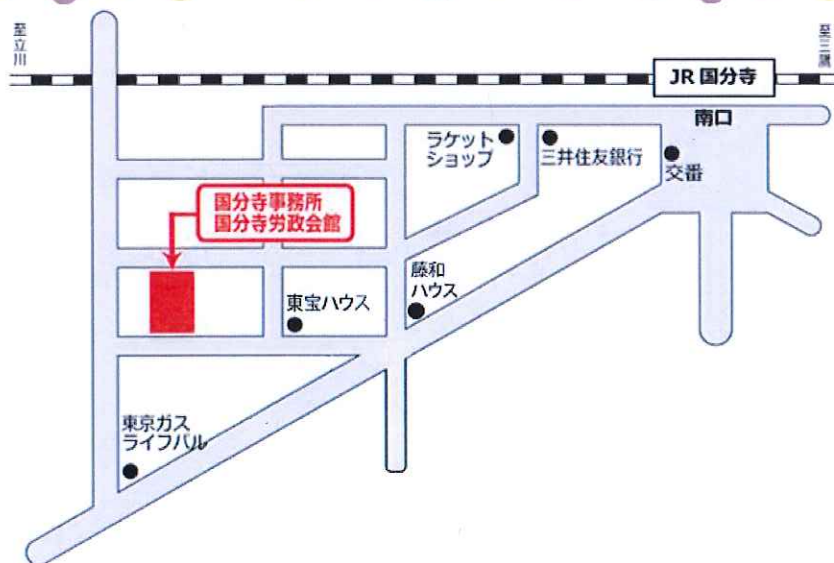 至立川
至三鷹
JR 国分寺
南口
ラケット
ショップ
三井住友銀行
交番
国分寺事務所
国分寺労政会館
藤和
ハウス
東宝ハウス
東京ガス
ライフバル